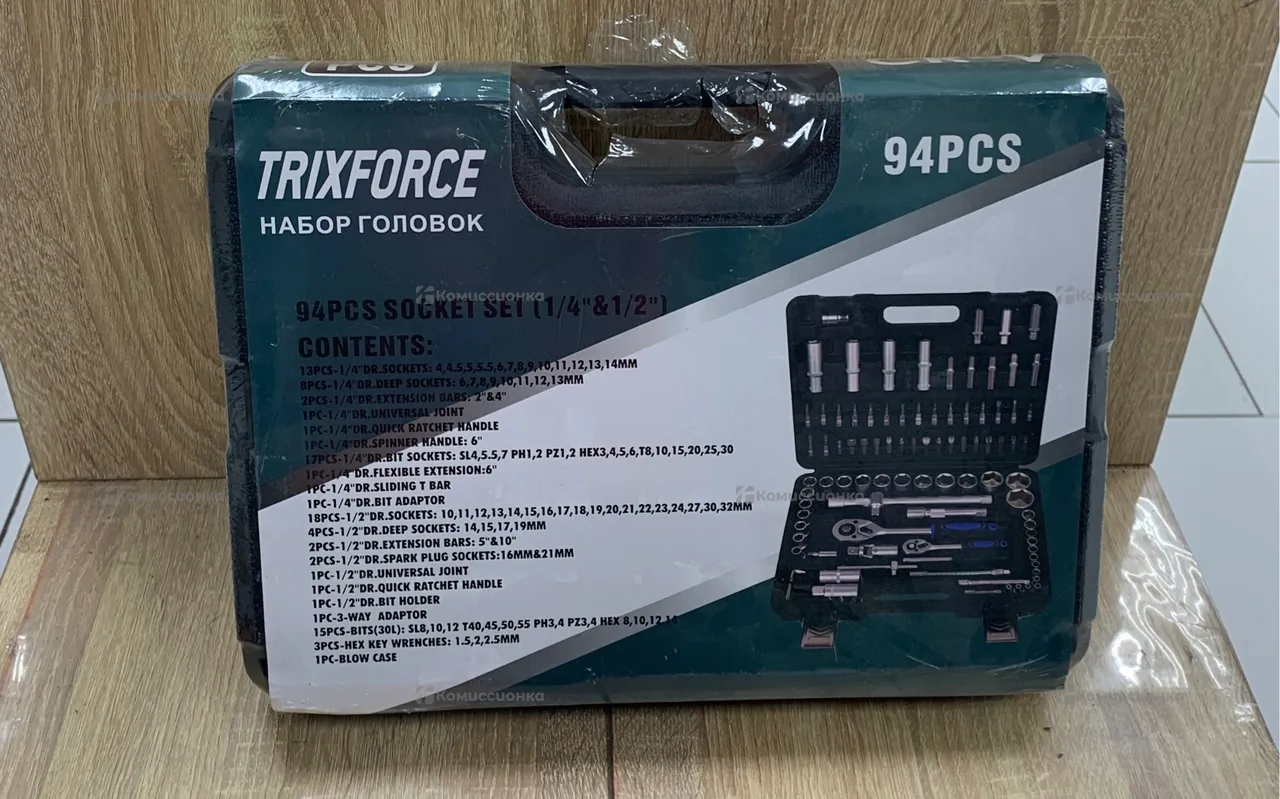 PCS
TRIXFORCE
НАБОР ГОЛОВОК
94PCS
94PCS SOCKET SET (1/4"&1/2")
CONTENTS:
13PCS-1/4"DR.SOCKETS: 4,4.5,5,5.5,6,7,8,9,10,11,12,13,14MM
8PCS-1/4"DR.DEEP SOCKETS: 6,7,8,9,10,11,12,13MM
2PCS-1/4"DR.EXTENSION BARS: 2"&4"
1PC-1/4"DR.UNIVERSAL JOINT
1PC-1/4"DR.QUICK RATCHET HANDLE
1PC-1/4"DR.SPINNER HANDLE: 6"
17PCS-1/4"DR.BIT SOCKETS: SL4,5.5,7 PH1,2 PZ1,2 HEX3,4,5,6,T8,10,15,20,25,30
1PC-1/4"DR.FLEXIBLE EXTENSION:6"
1PC-1/4"DR.SLIDING T BAR
1PC-1/4"DR.BIT ADAPTOR
18PCS-1/2"DR.SOCKETS: 10,11,12,13,14,15,16,17,18,19,20,21,22,23,24,27,30,32MM
4PCS-1/2"DR.DEEP SOCKETS: 14,15,17,19MM
2PCS-1/2"DR.EXTENSION BARS: 5"&10"
2PCS-1/2"DR.SPARK PLUG SOCKETS:16MM&21MM
1PC-1/2"DR.UNIVERSAL JOINT
1PC-1/2"DR.QUICK RATCHET HANDLE
1PC-1/2"DR.BIT HOLDER
1PC-3-WAY ADAPTOR
15PCS-BITS(30L): SL8,10,12 T40,45,50,55 PH3,4 PZ3,4 HEX 8,10,12,14
3PCS-HEX KEY WRENCHES: 1.5,2,2.5MM
1PC-BLOW CASE
Комиссионка
Комиссионка
Комиссионка
Комиссионка
Комиссионка
Комиссионка
Комиссионка
Комиссионка